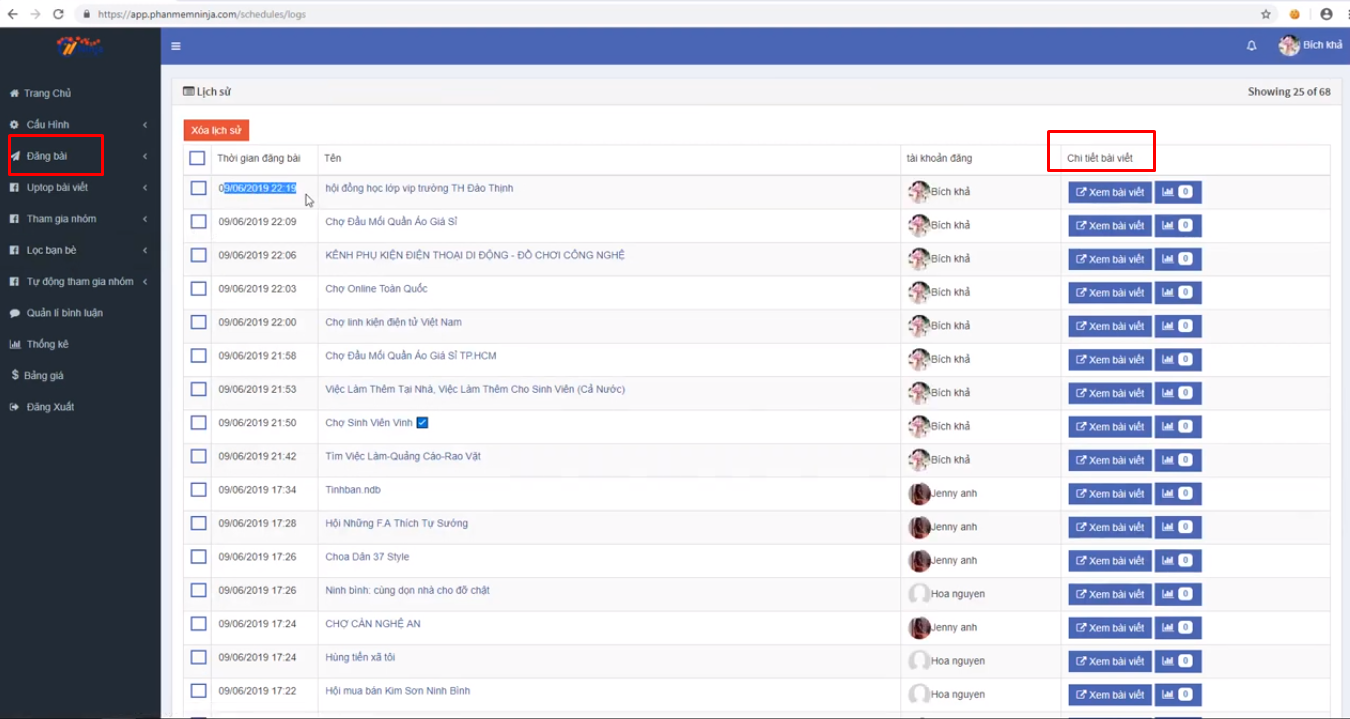 https://app.phanmemninja.com/schedules/logs
Bích khả
Trang Chủ
Cấu Hình
Đăng bài
Uptop bài viết
Tham gia nhóm
Lọc bạn bè
Tự động tham gia nhóm
Quản lí bình luận
Thống kê
Bảng giá
Đăng Xuất
Lịch sử
Showing 25 of 68
Xóa lịch sử
Thời gian đăng bài Tên tài khoản đăng Chi tiết bài viết
09/06/2019 22:19 hội đồng học lớp vip trường TH Đào Thịnh Bích khả Xem bài viết 0
09/06/2019 22:09 Chợ Đầu Mối Quần Áo Giá Sỉ Bích khả Xem bài viết 0
09/06/2019 22:06 KÊNH PHỤ KIỆN ĐIỆN THOẠI DI ĐỘNG - ĐỒ CHƠI CÔNG NGHỆ Bích khả Xem bài viết 0
09/06/2019 22:03 Chợ Online Toàn Quốc Bích khả Xem bài viết 0
09/06/2019 22:00 Chợ linh kiện điện tử Việt Nam Bích khả Xem bài viết 0
09/06/2019 21:58 Chợ Đầu Mối Quần Áo Giá Sỉ TP.HCM Bích khả Xem bài viết 0
09/06/2019 21:53 Việc Làm Thêm Tại Nhà, Việc Làm Thêm Cho Sinh Viên (Cả Nước) Bích khả Xem bài viết 0
09/06/2019 21:50 Chợ Sinh Viên Vinh Bích khả Xem bài viết 0
09/06/2019 21:42 Tìm Việc Làm-Quảng Cáo-Rao Vặt Bích khả Xem bài viết 0
09/06/2019 17:34 Tinhban.ndb Jenny anh Xem bài viết 0
09/06/2019 17:28 Hội Những F.A Thích Tự Sướng Jenny anh Xem bài viết 0
09/06/2019 17:26 Choa Dân 37 Style Jenny anh Xem bài viết 0
09/06/2019 17:26 Ninh bình: cùng dọn nhà cho đỡ chật Hoa nguyen Xem bài viết 0
09/06/2019 17:24 CHỢ CÂN NGHỆ AN Jenny anh Xem bài viết 0
09/06/2019 17:24 Hùng tiến xã tôi Hoa nguyen Xem bài viết 0
09/06/2019 17:22 Hội mua bán Kim Sơn Ninh Bình Hoa nguyen Xem bài viết 0